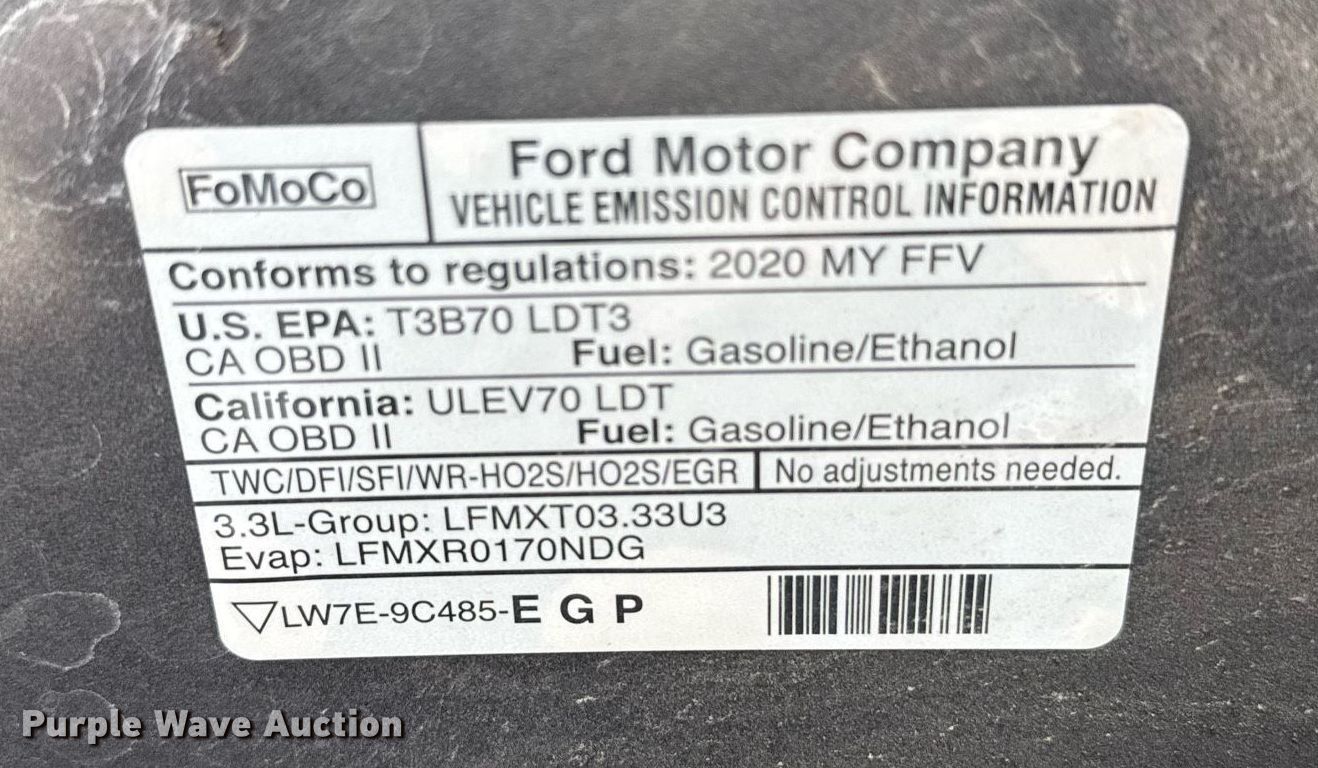 FoMoCo
Ford Motor Company
VEHICLE EMISSION CONTROL INFORMATION
Conforms to regulations: 2020 MY FFV
U.S. EPA: T3B70 LDT3
CA OBD II Fuel: Gasoline/Ethanol
California: ULEV70 LDT
CA OBD II Fuel: Gasoline/Ethanol
TWC/DFI/SFI/WR-HO2S/HO2S/EGR No adjustments needed.
3.3L-Group: LFMXT03.33U3
Evap: LFMXR0170NDG
LW7E-9C485-E G P
Purple Wave Auction